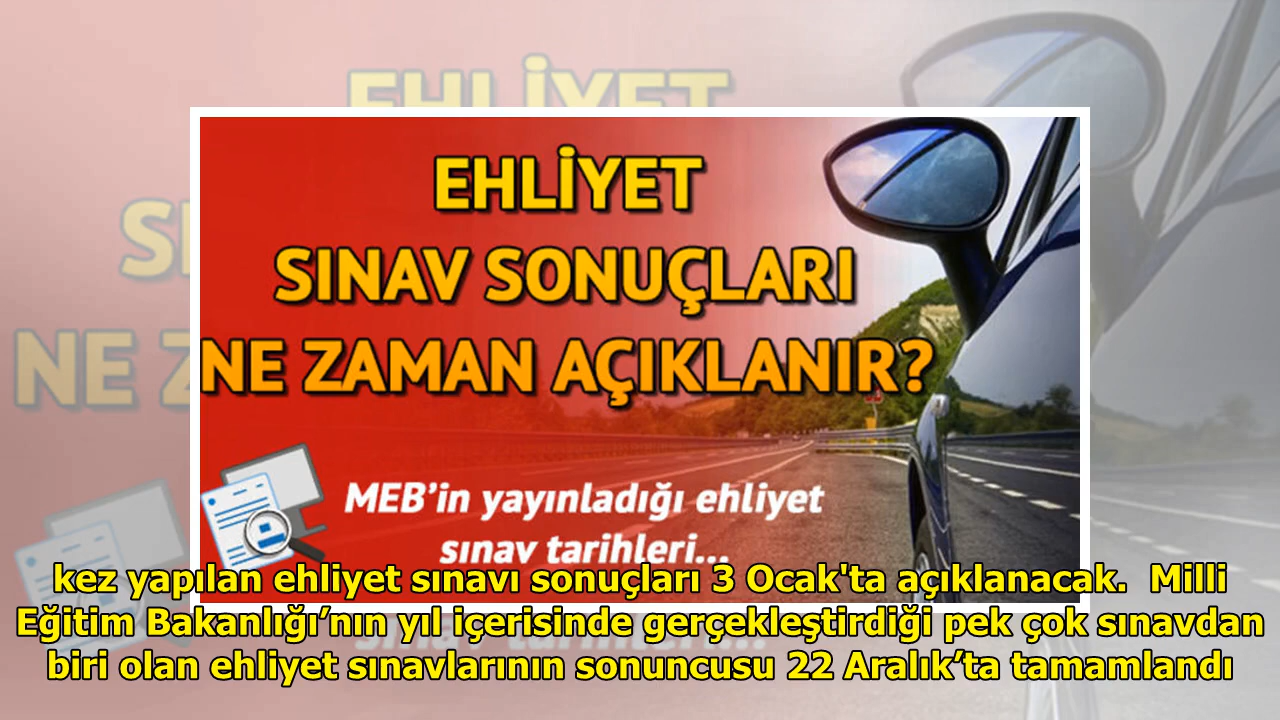 EHLİYET
SINAV SONUÇLARI
NE ZAMAN AÇIKLANIR?
MEB’in yayınladığı ehliyet
sınav tarihleri...
kez yapılan ehliyet sınavı sonuçları 3 Ocak'ta açıklanacak. Milli
Eğitim Bakanlığı’nın yıl içerisinde gerçekleştirdiği pek çok sınavdan
biri olan ehliyet sınavlarının sonuncusu 22 Aralık’ta tamamlandı